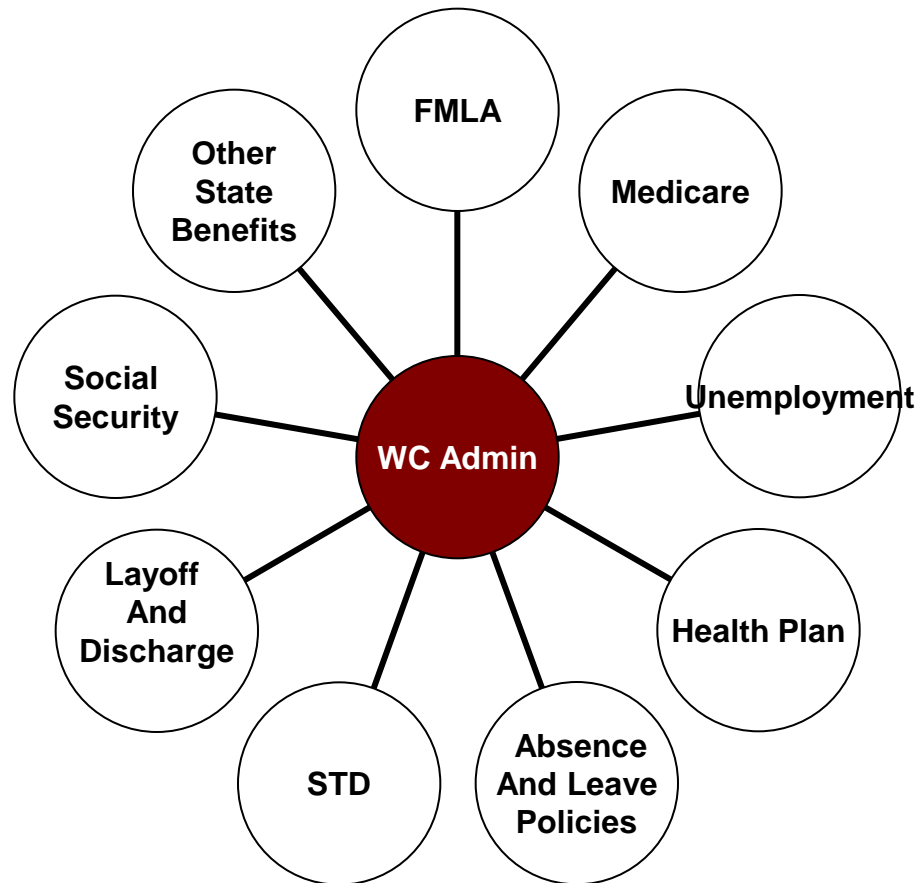 FMLA
Medicare
Unemployment
Health Plan
Absence
And Leave
Policies
STD
Layoff
And
Discharge
Social
Security
Other
State
Benefits
WC Admin